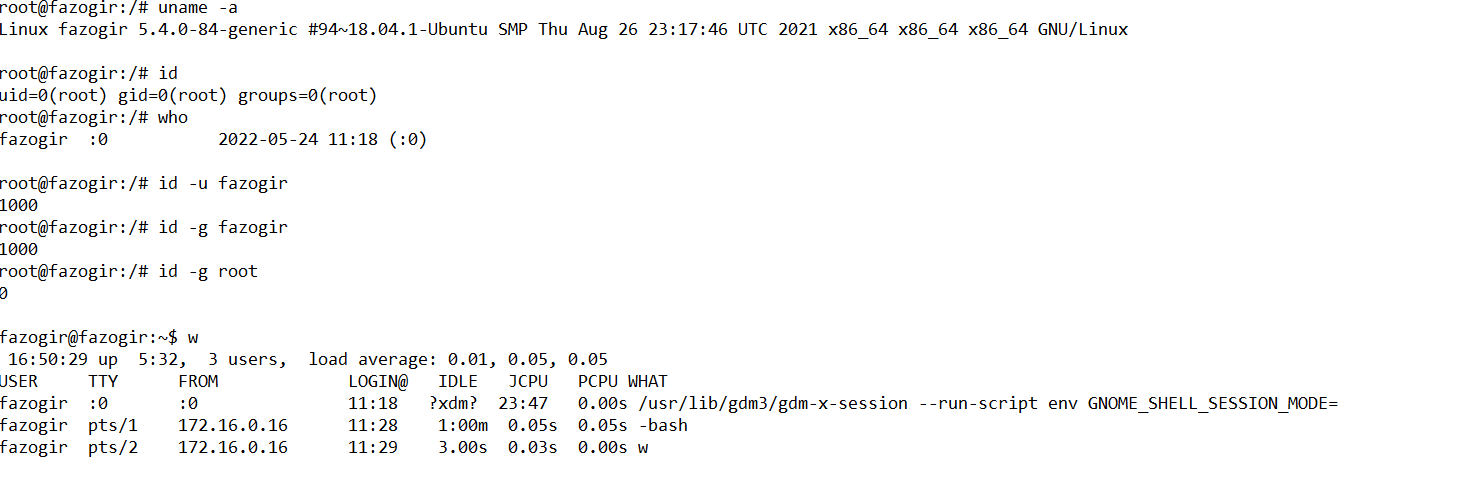 root@fazogir:/# uname -a
Linux fazogir 5.4.0-84-generic #94~18.04.1-Ubuntu SMP Thu Aug 26 23:17:46 UTC 2021 x86_64 x86_64 x86_64 GNU/Linux
root@fazogir:/# id
uid=0(root) gid=0(root) groups=0(root)
root@fazogir:/# who
fazogir  :0           2022-05-24 11:18 (:0)
root@fazogir:/# id -u fazogir
1000
root@fazogir:/# id -g fazogir
1000
root@fazogir:/# id -g root
0
fazogir@fazogir:~$ w
 16:50:29 up  5:32,  3 users,  load average: 0.01, 0.05, 0.05
USER     TTY      FROM             LOGIN@   IDLE   JCPU   PCPU WHAT
fazogir  :0       :0               11:18   ?xdm?  23:47   0.00s /usr/lib/gdm3/gdm-x-session --run-script env GNOME_SHELL_SESSION_MODE=
fazogir  pts/1    172.16.0.16      11:28    1:00m  0.05s  0.05s -bash
fazogir  pts/2    172.16.0.16      11:29    3.00s  0.03s  0.00s w